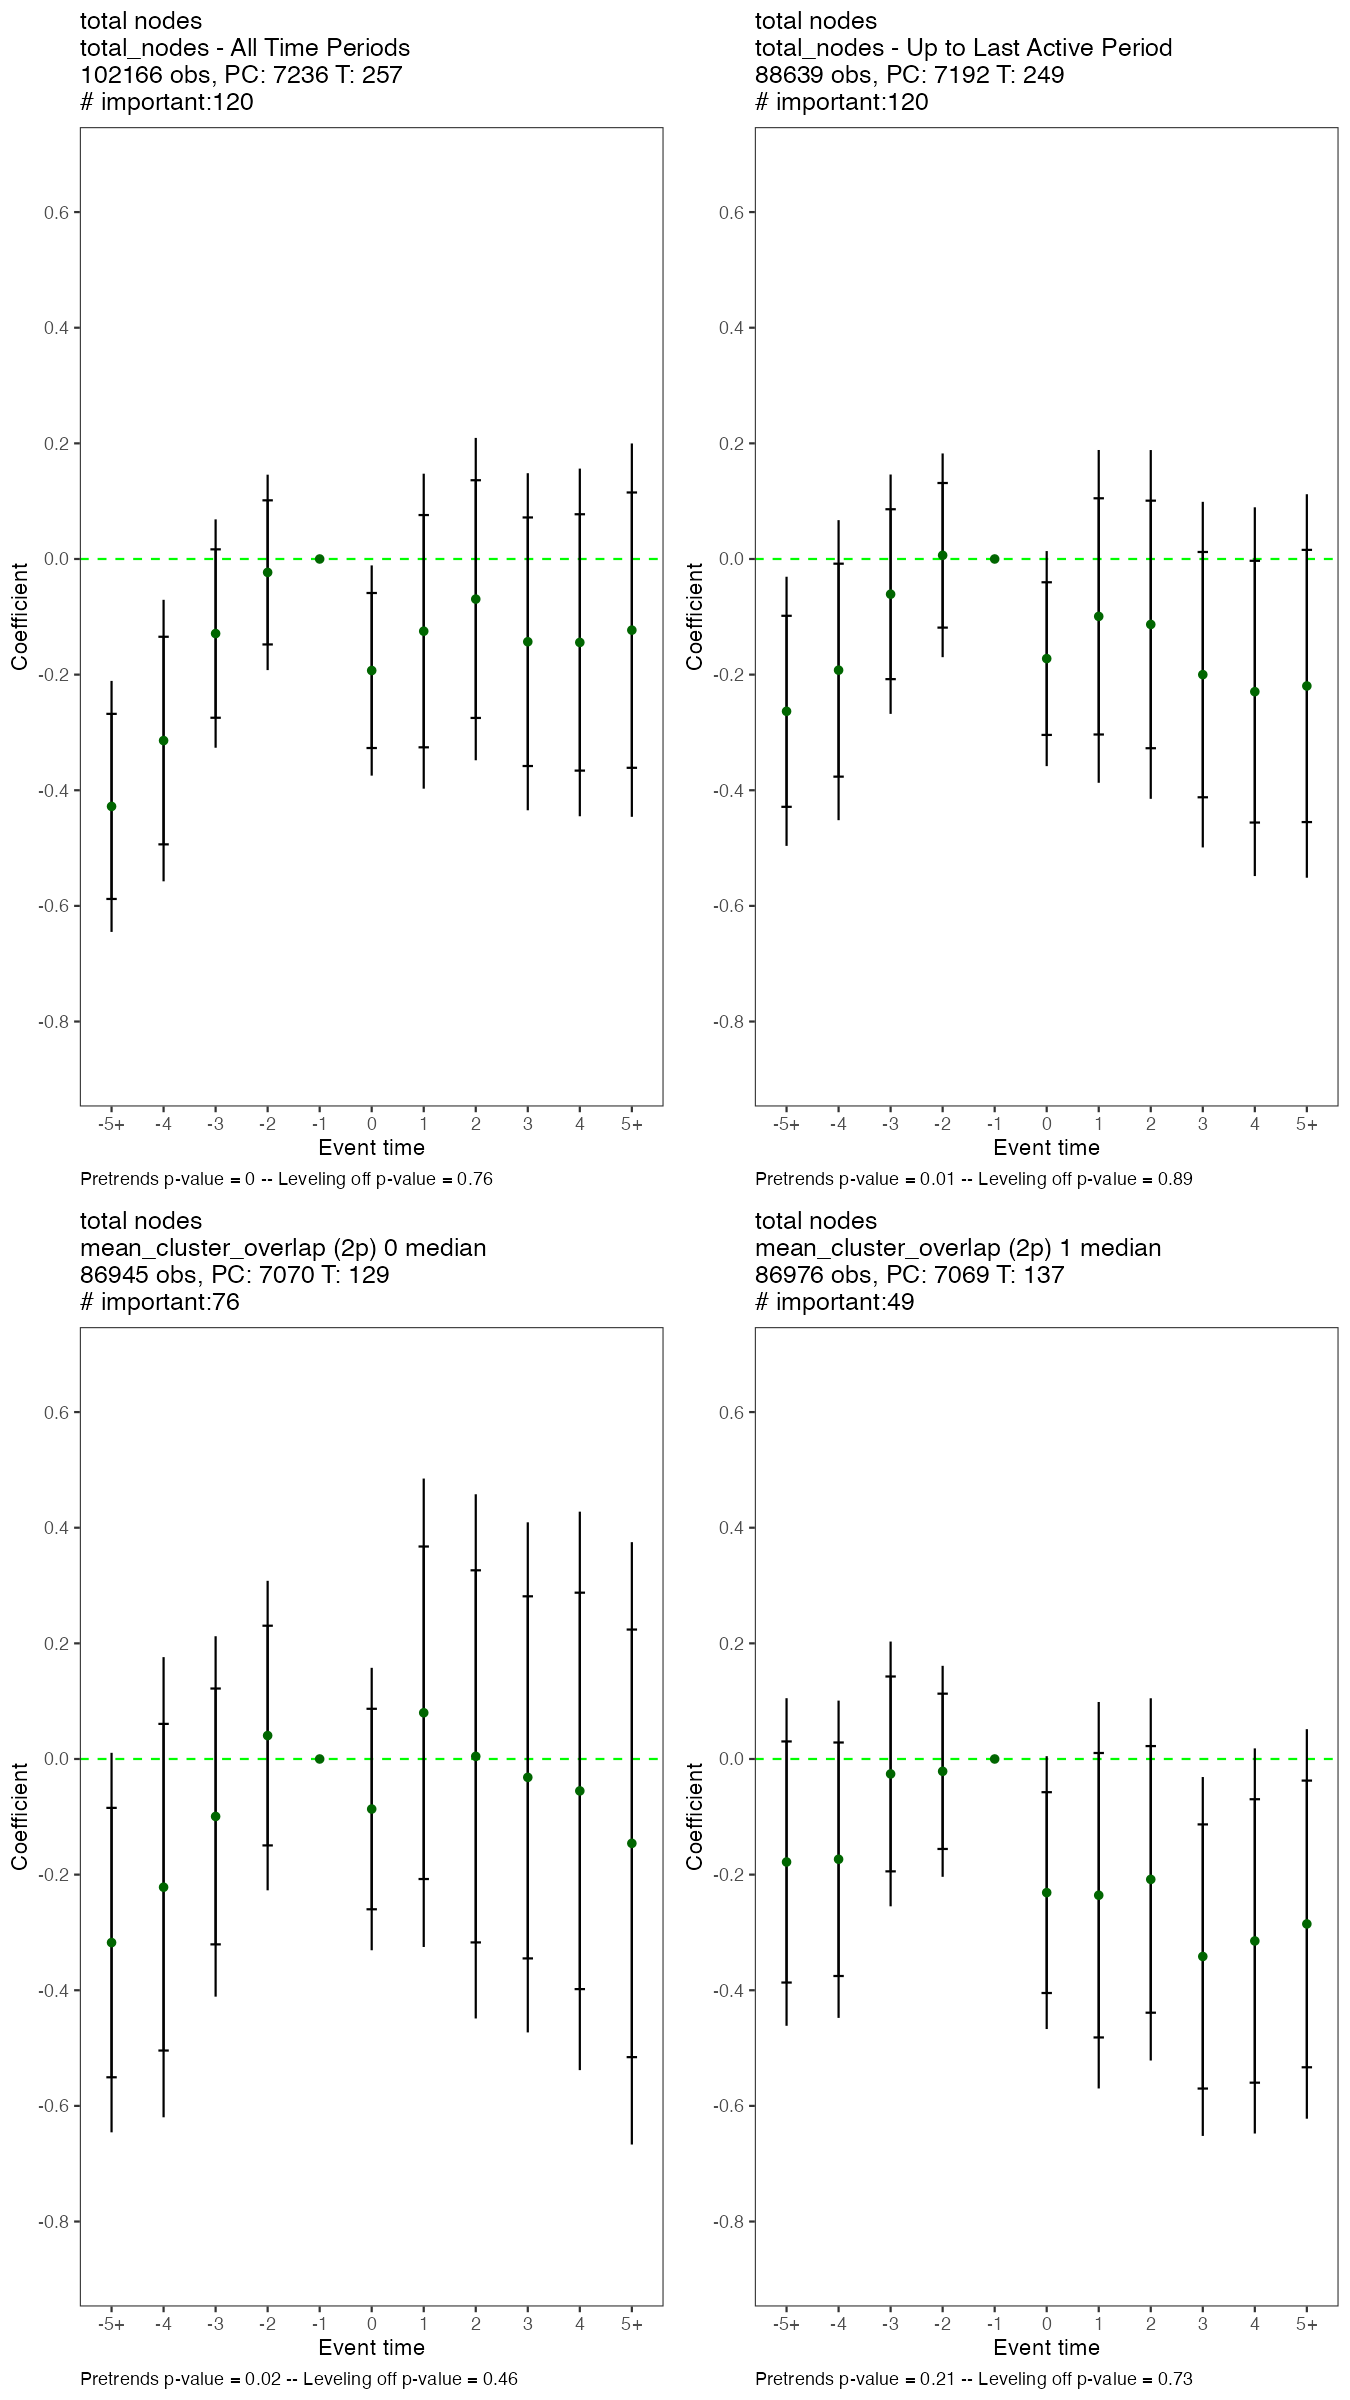 total nodes
total_nodes - All Time Periods
102166 obs, PC: 7236 T: 257
# important:120
0.6
0.4
0.2
0.0
-0.2
-0.4
-0.6
-0.8
Coefficient
-5+ -4 -3 -2 -1 0 1 2 3 4 5+
Event time
Pretrends p-value = 0 -- Leveling off p-value = 0.76
total nodes
total_nodes - Up to Last Active Period
88639 obs, PC: 7192 T: 249
# important:120
0.6
0.4
0.2
0.0
-0.2
-0.4
-0.6
-0.8
Coefficient
-5+ -4 -3 -2 -1 0 1 2 3 4 5+
Event time
Pretrends p-value = 0.01 -- Leveling off p-value = 0.89
total nodes
mean_cluster_overlap (2p) 0 median
86945 obs, PC: 7070 T: 129
# important:76
0.6
0.4
0.2
0.0
-0.2
-0.4
-0.6
-0.8
Coefficient
-5+ -4 -3 -2 -1 0 1 2 3 4 5+
Event time
Pretrends p-value = 0.02 -- Leveling off p-value = 0.46
total nodes
mean_cluster_overlap (2p) 1 median
86976 obs, PC: 7069 T: 137
# important:49
0.6
0.4
0.2
0.0
-0.2
-0.4
-0.6
-0.8
Coefficient
-5+ -4 -3 -2 -1 0 1 2 3 4 5+
Event time
Pretrends p-value = 0.21 -- Leveling off p-value = 0.73